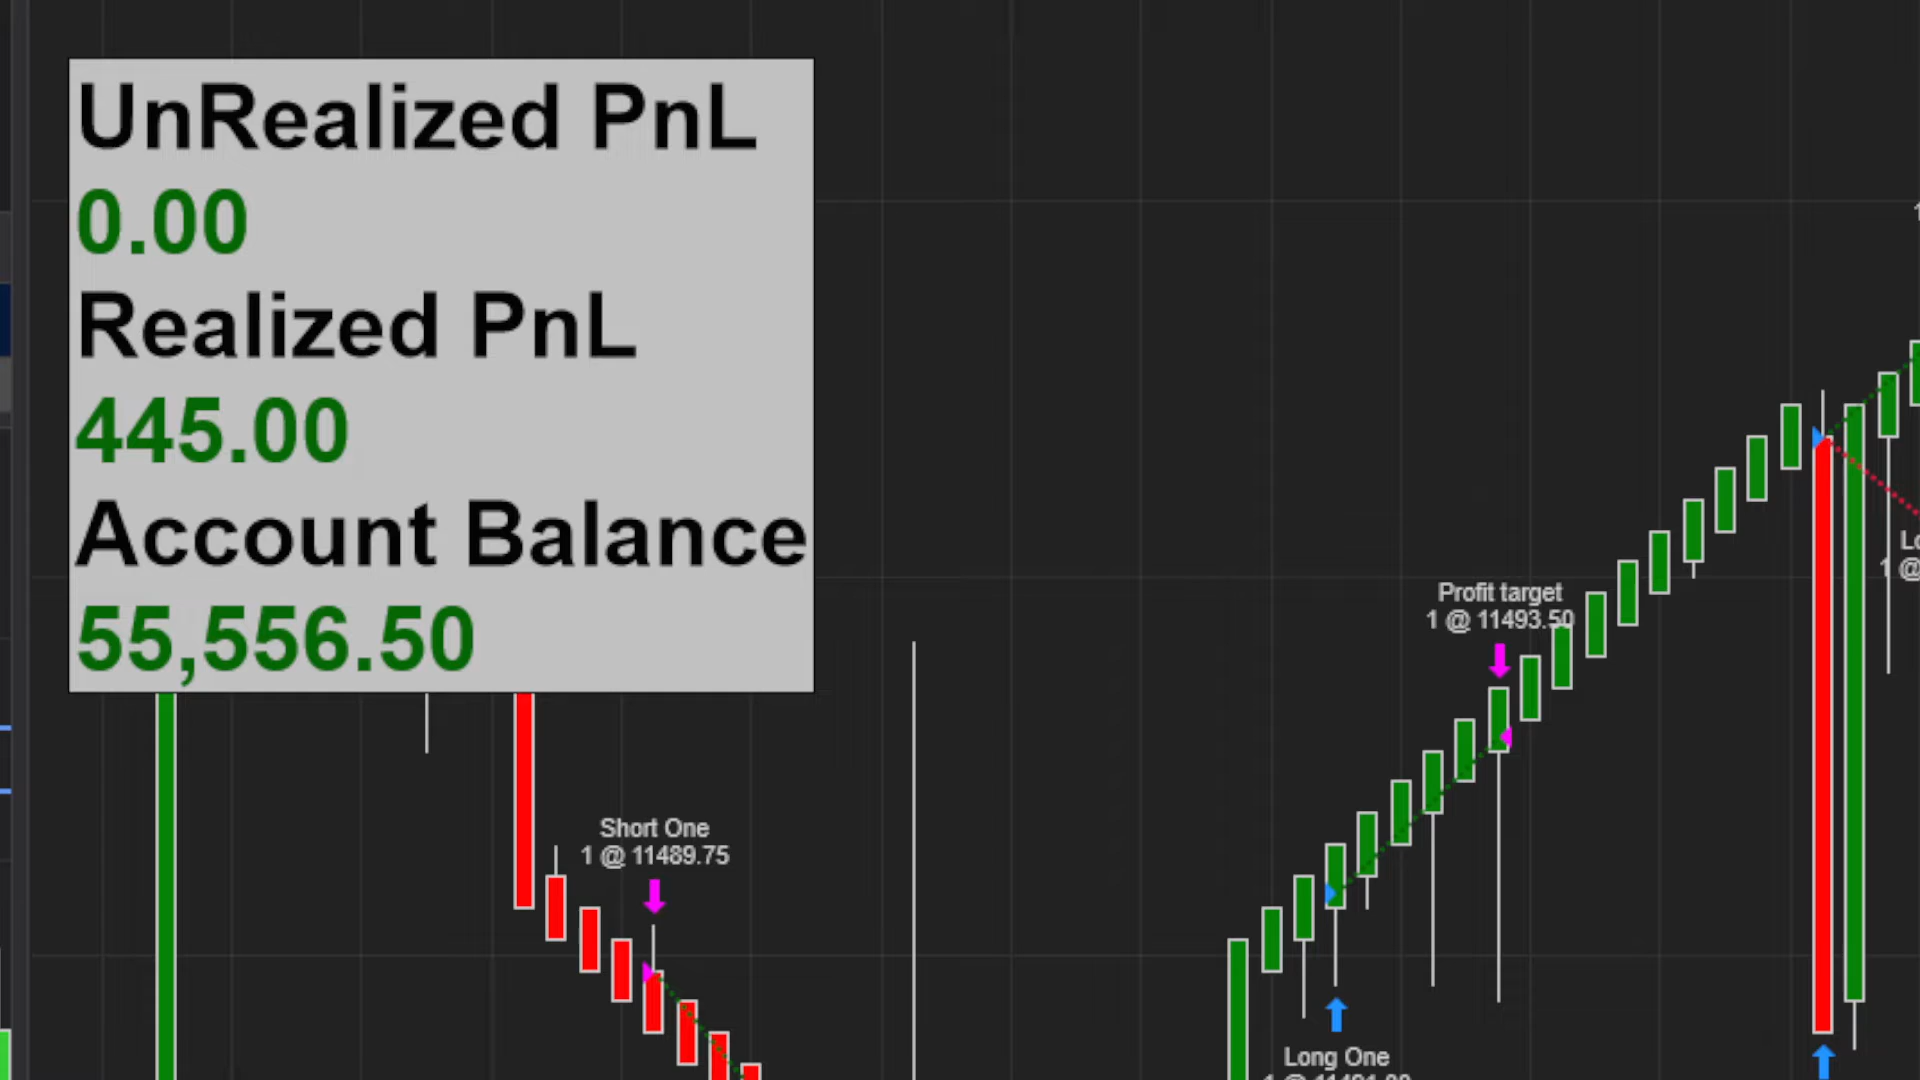 UnRealized PnL
0.00
Realized PnL
445.00
Account Balance
55,556.50
Profit target
1 @ 11493.50
Short One
1 @ 11489.75
1 @
Long One